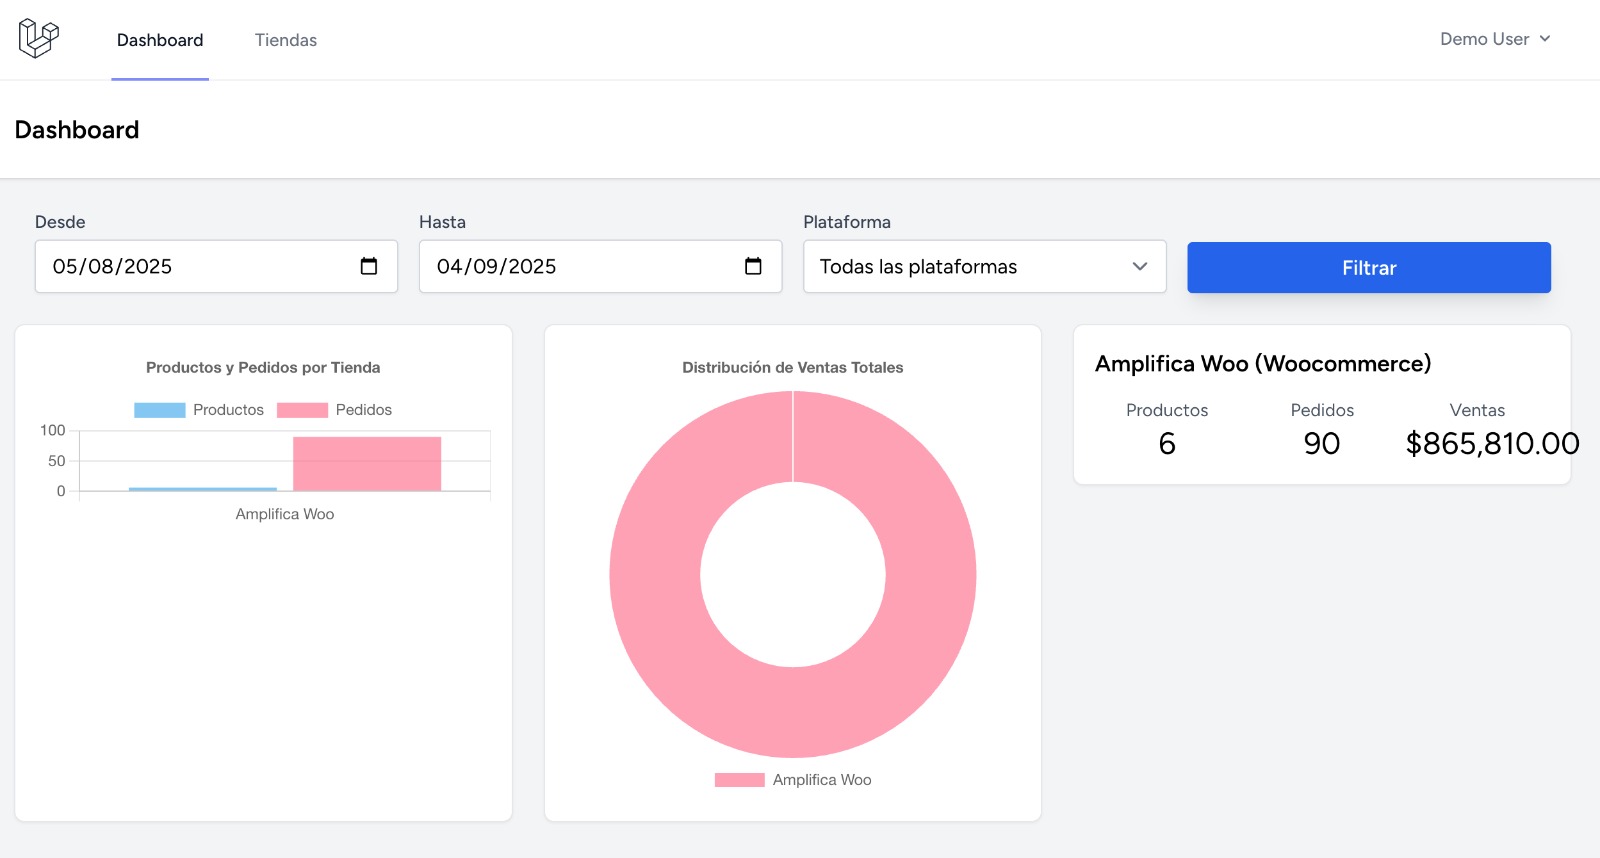 Dashboard Tiendas Demo User
Dashboard
Desde Hasta Plataforma
05/08/2025 04/09/2025 Todas las plataformas Filtrar
Productos y Pedidos por Tienda
Productos Pedidos
100
50
0
Amplifica Woo
Distribución de Ventas Totales
Amplifica Woo
Amplifica Woo (Woocommerce)
Productos Pedidos Ventas
6 90 $865,810.00